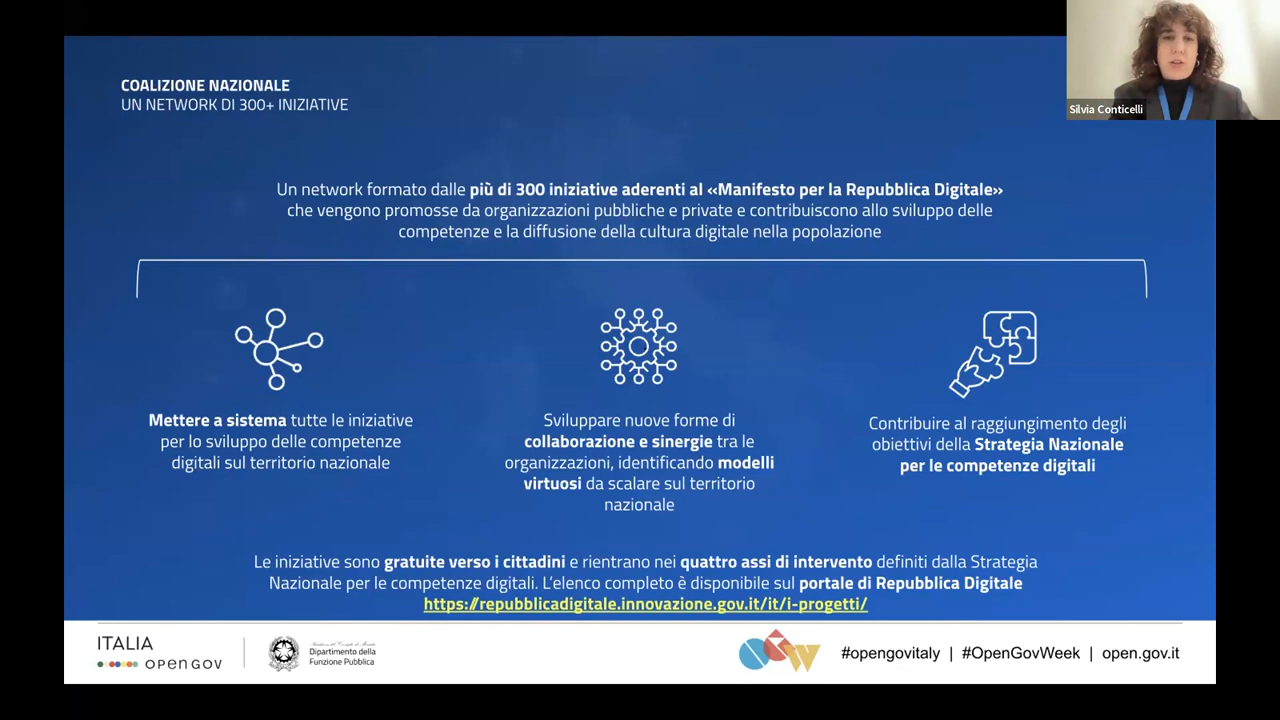 COALIZIONE NAZIONALE
UN NETWORK DI 300+ INIZIATIVE
Silvia Conticelli
Un network formato dalle più di 300 iniziative aderenti al «Manifesto per la Repubblica Digitale»
che vengono promosse da organizzazioni pubbliche e private e contribuiscono allo sviluppo delle
competenze e la diffusione della cultura digitale nella popolazione
Mettere a sistema tutte le iniziative
per lo sviluppo delle competenze
digitali sul territorio nazionale
Sviluppare nuove forme di
collaborazione e sinergie tra le
organizzazioni, identificando modelli
virtuosi da scalare sul territorio
nazionale
Contribuire al raggiungimento degli
obiettivi della Strategia Nazionale
per le competenze digitali
Le iniziative sono gratuite verso i cittadini e rientrano nei quattro assi di intervento definiti dalla Strategia
Nazionale per le competenze digitali. L'elenco completo è disponibile sul portale di Repubblica Digitale
https://repubblicadigitale.innovazione.gov.it/it/i-progetti/
ITALIA
OPEN GOV
Dipartimento della
Funzione Pubblica
#opengovitaly | #OpenGovWeek | open.gov.it